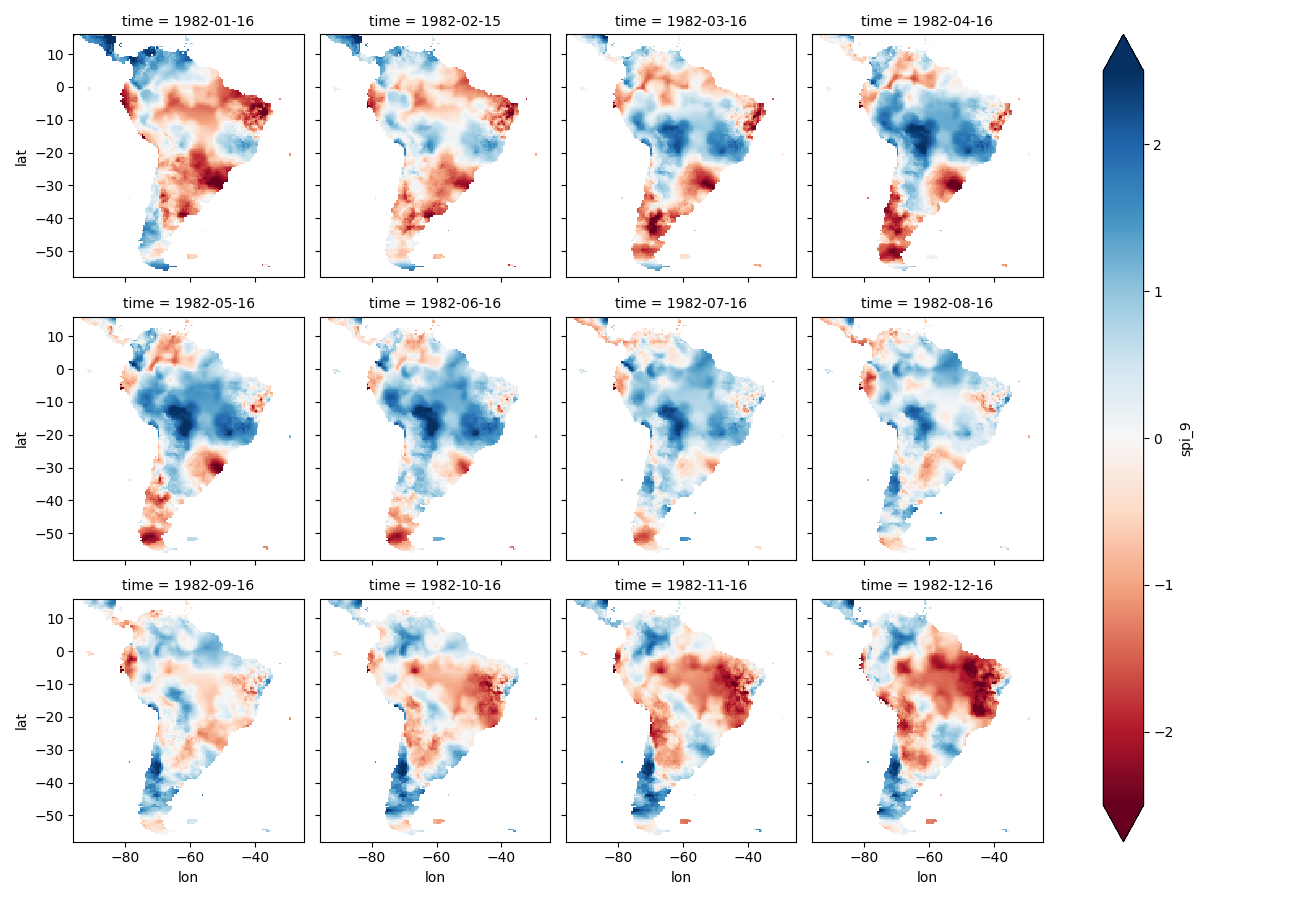 time = 1982-01-16
time = 1982-02-15
time = 1982-03-16
time = 1982-04-16
10
0
−10
−20
−30
−40
−50
lat
time = 1982-05-16
time = 1982-06-16
time = 1982-07-16
time = 1982-08-16
10
0
−10
−20
−30
−40
−50
lat
time = 1982-09-16
time = 1982-10-16
time = 1982-11-16
time = 1982-12-16
10
0
−10
−20
−30
−40
−50
lat
−80 −60 −40
lon
−80 −60 −40
lon
−80 −60 −40
lon
−80 −60 −40
lon
2
1
0
−1
−2
spi_9